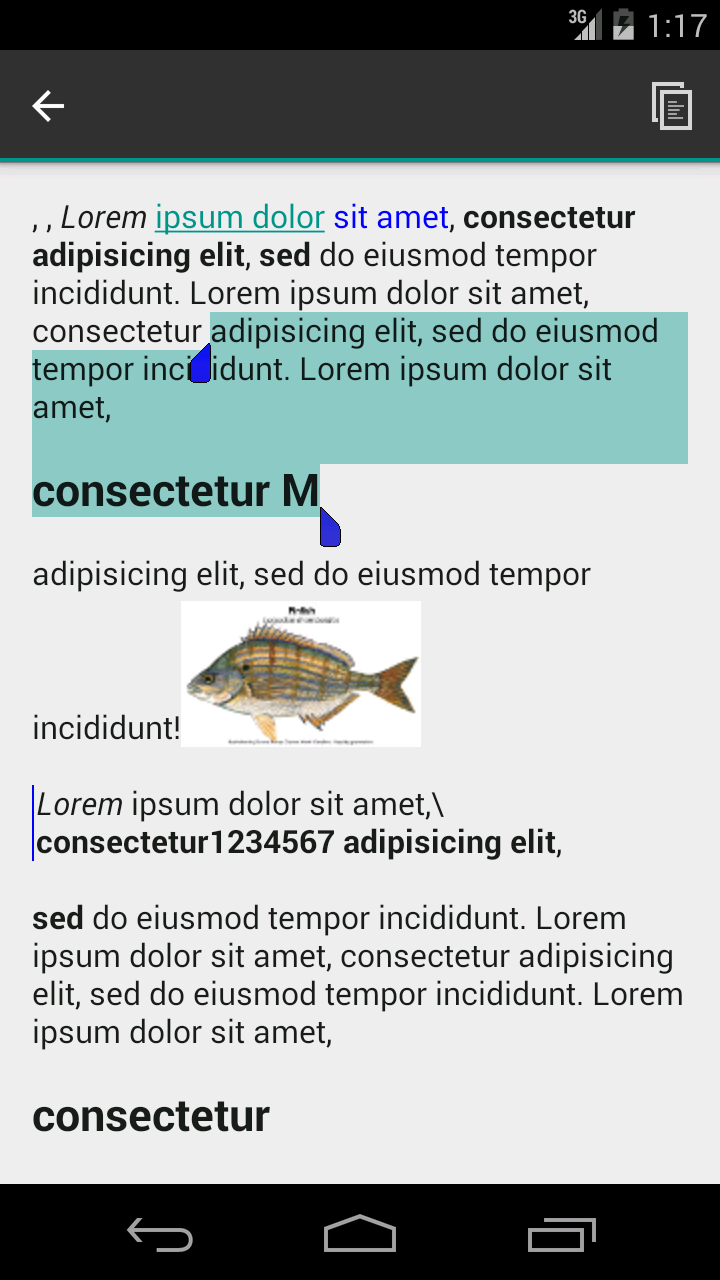 3G 1:17
, , Lorem ipsum dolor sit amet, consectetur
adipisicing elit, sed do eiusmod tempor
incididunt. Lorem ipsum dolor sit amet,
consectetur adipisicing elit, sed do eiusmod
tempor incididunt. Lorem ipsum dolor sit
amet,
consectetur M
adipisicing elit, sed do eiusmod tempor
incididunt!
Lorem ipsum dolor sit amet,\
consectetur1234567 adipisicing elit,
sed do eiusmod tempor incididunt. Lorem
ipsum dolor sit amet, consectetur adipisicing
elit, sed do eiusmod tempor incididunt. Lorem
ipsum dolor sit amet,
consectetur